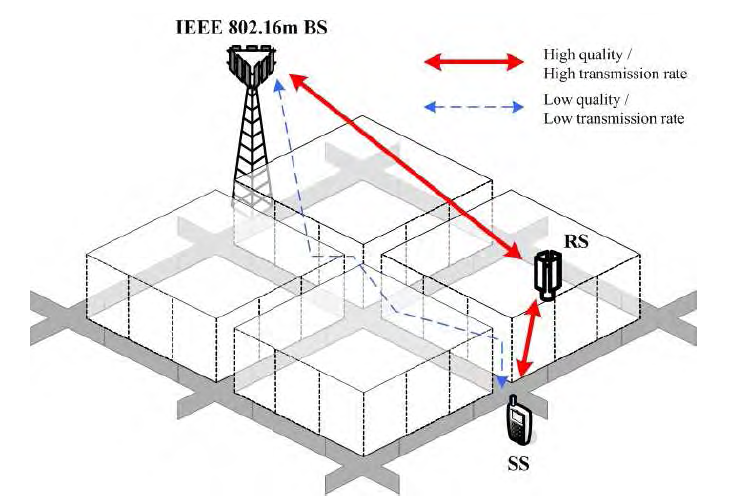 IEEE 802.16m BS
High quality /
High transmission rate
Low quality /
Low transmission rate
RS
SS